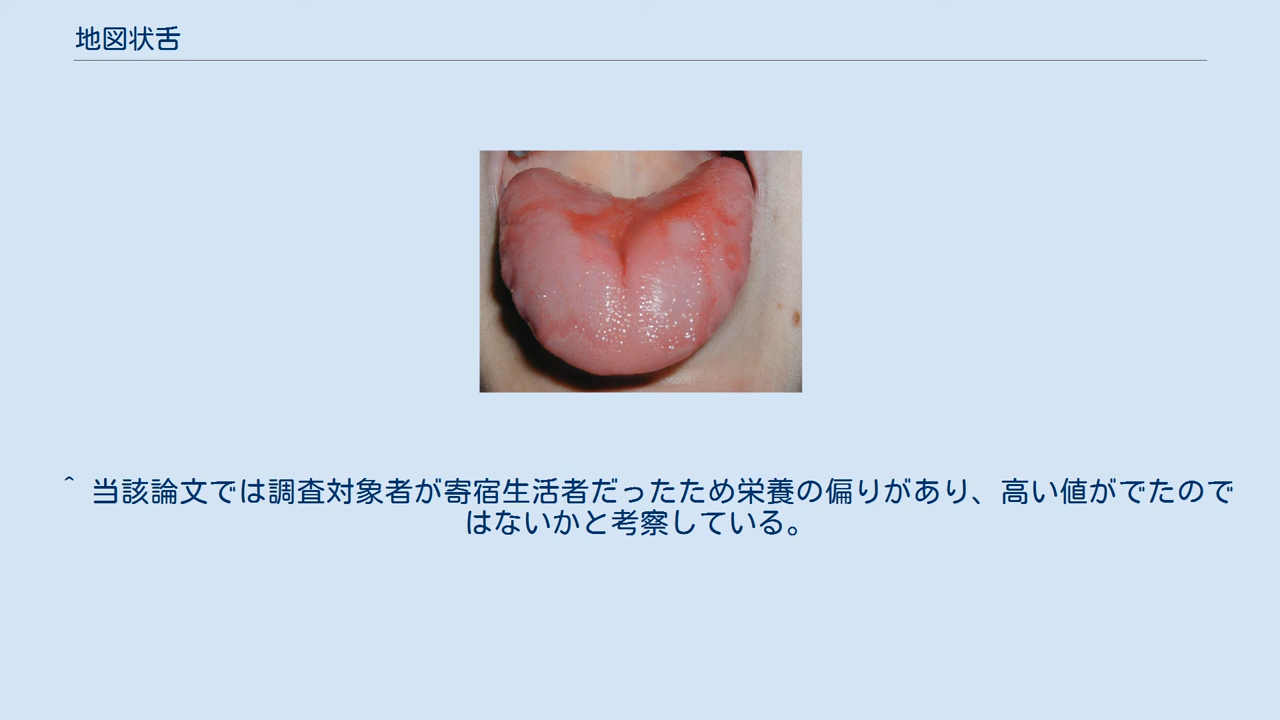 地図状舌
^ 当該論文では調査対象者が寄宿生活者だったため栄養の偏りがあり、高い値がでたので
はないかと考察している。